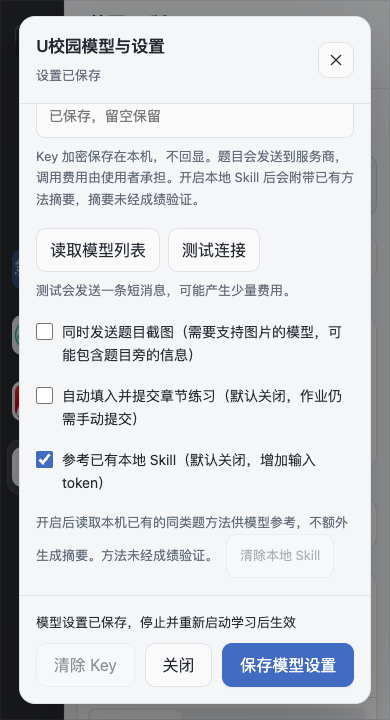 U校园模型与设置
设置已保存
已保存，留空保留
Key 加密保存在本机，不回显。题目会发送到服务商，
调用费用由使用者承担。开启本地 Skill 后会附带已有方
法摘要，摘要未经成绩验证。
读取模型列表
测试连接
测试会发送一条短消息，可能产生少量费用。
同时发送题目截图（需要支持图片的模型，可
能包含题目旁的信息）
自动填入并提交章节练习（默认关闭，作业仍
需手动提交）
参考已有本地 Skill（默认关闭，增加输入
token）
开启后读取本机已有的同类题方法供模型参考，不额外
生成摘要。方法未经成绩验证。
清除本地 Skill
模型设置已保存，停止并重新启动学习后生效
清除 Key
关闭
保存模型设置